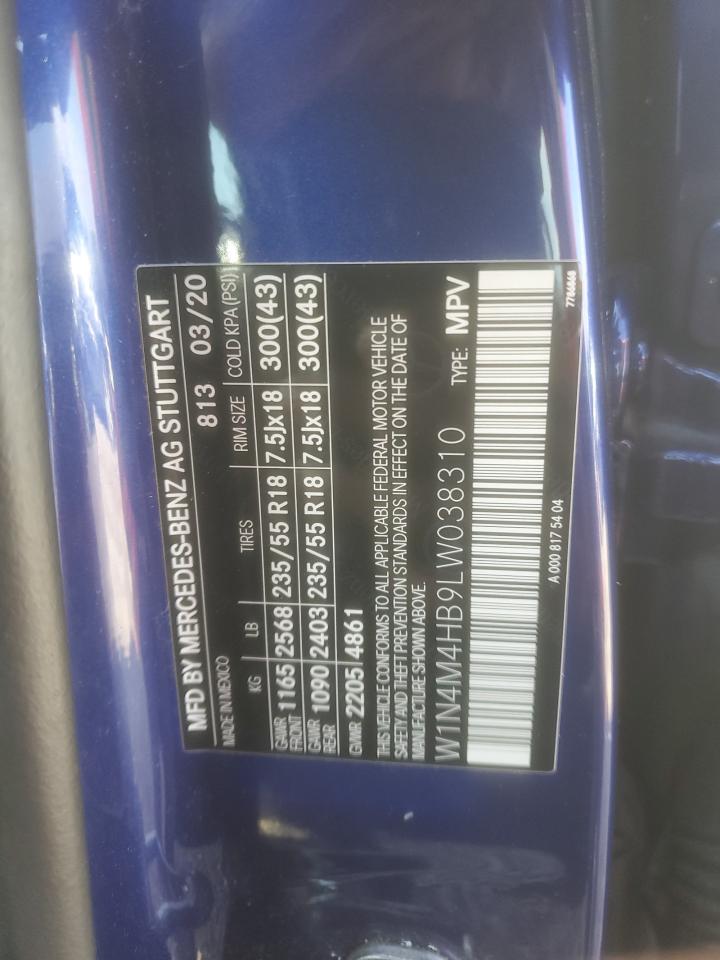 MFD BY MERCEDES-BENZ AG STUTTGART
MADE IN MEXICO 813 03/20
KG LB TIRES RIM SIZE COLD KPA (PSI)
GAWR FRONT 1165 2568 235/55 R18 7.5Jx18 300(43)
GAWR REAR 1090 2403 235/55 R18 7.5Jx18 300(43)
GVWR 2205 4861
THIS VEHICLE CONFORMS TO ALL APPLICABLE FEDERAL MOTOR VEHICLE
SAFETY AND THEFT PREVENTION STANDARDS IN EFFECT ON THE DATE OF
MANUFACTURE SHOWN ABOVE.
W1N4M4HB9LW038310 TYPE: MPV
A 000 817 54 04 7786868